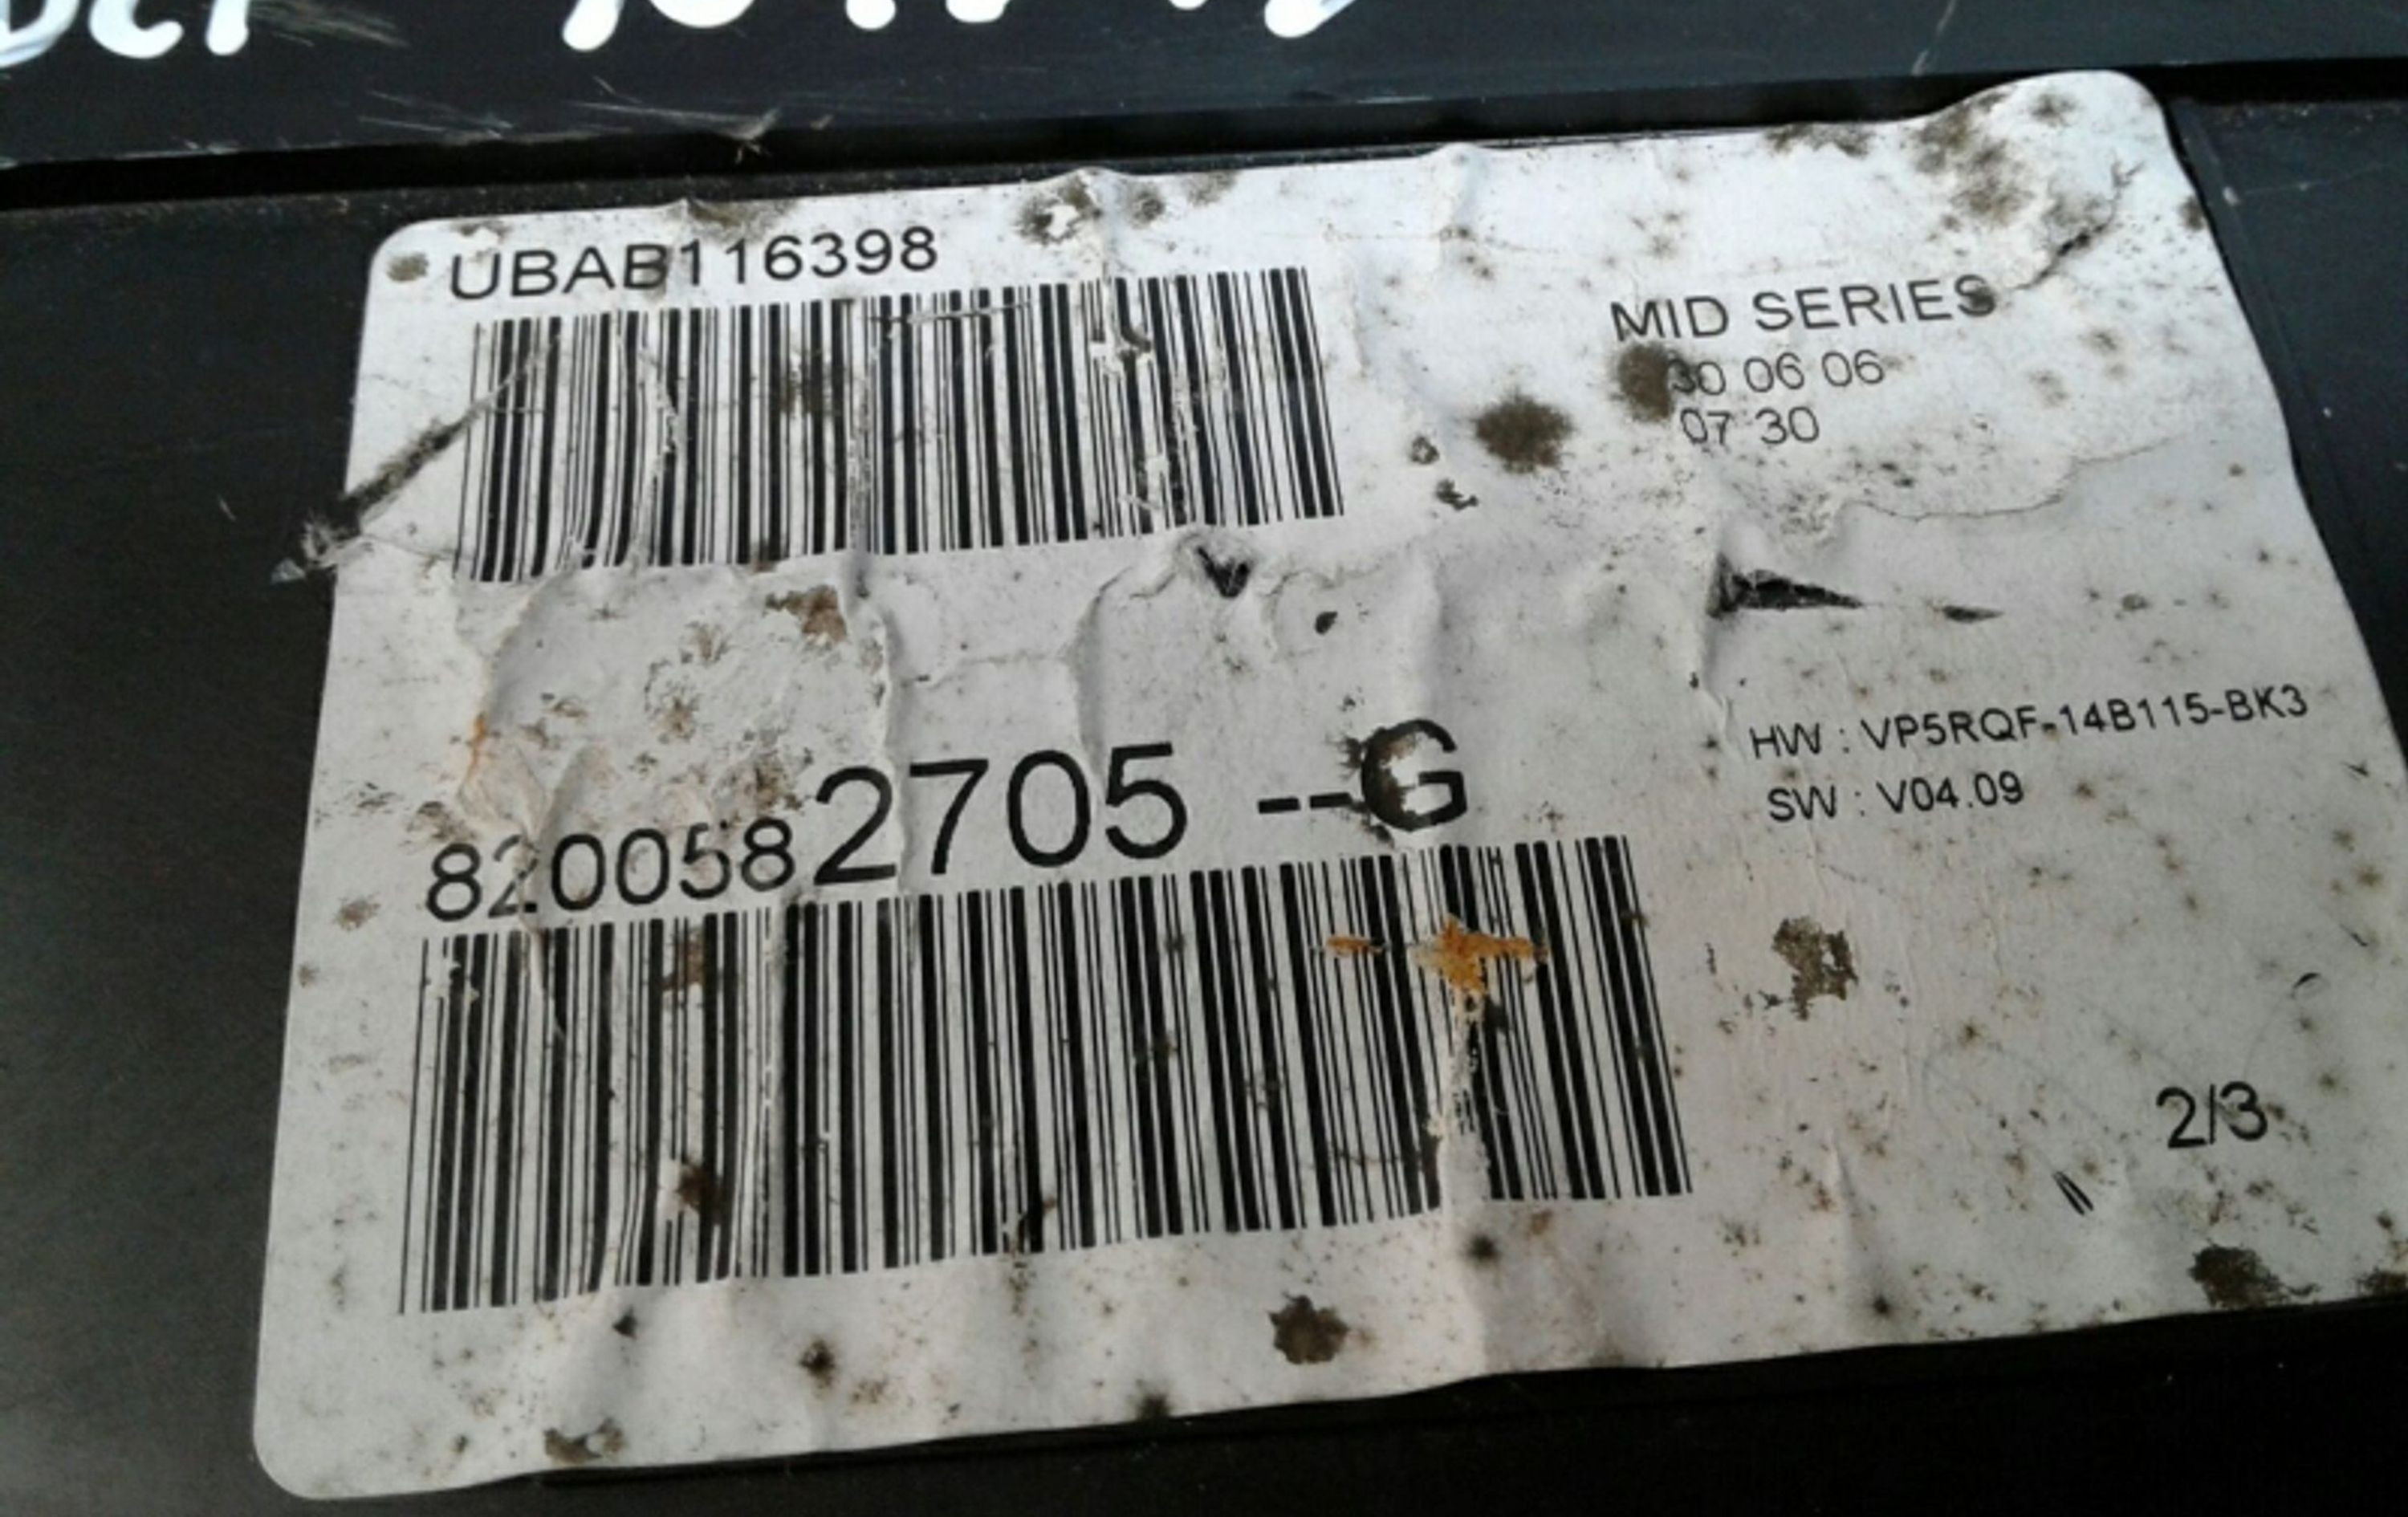 UBAB116398
MID SERIES
30 06 06
07 30
HW : VP5RQF-14B115-BK3
SW : V04.09
8200582705 --G
2/3